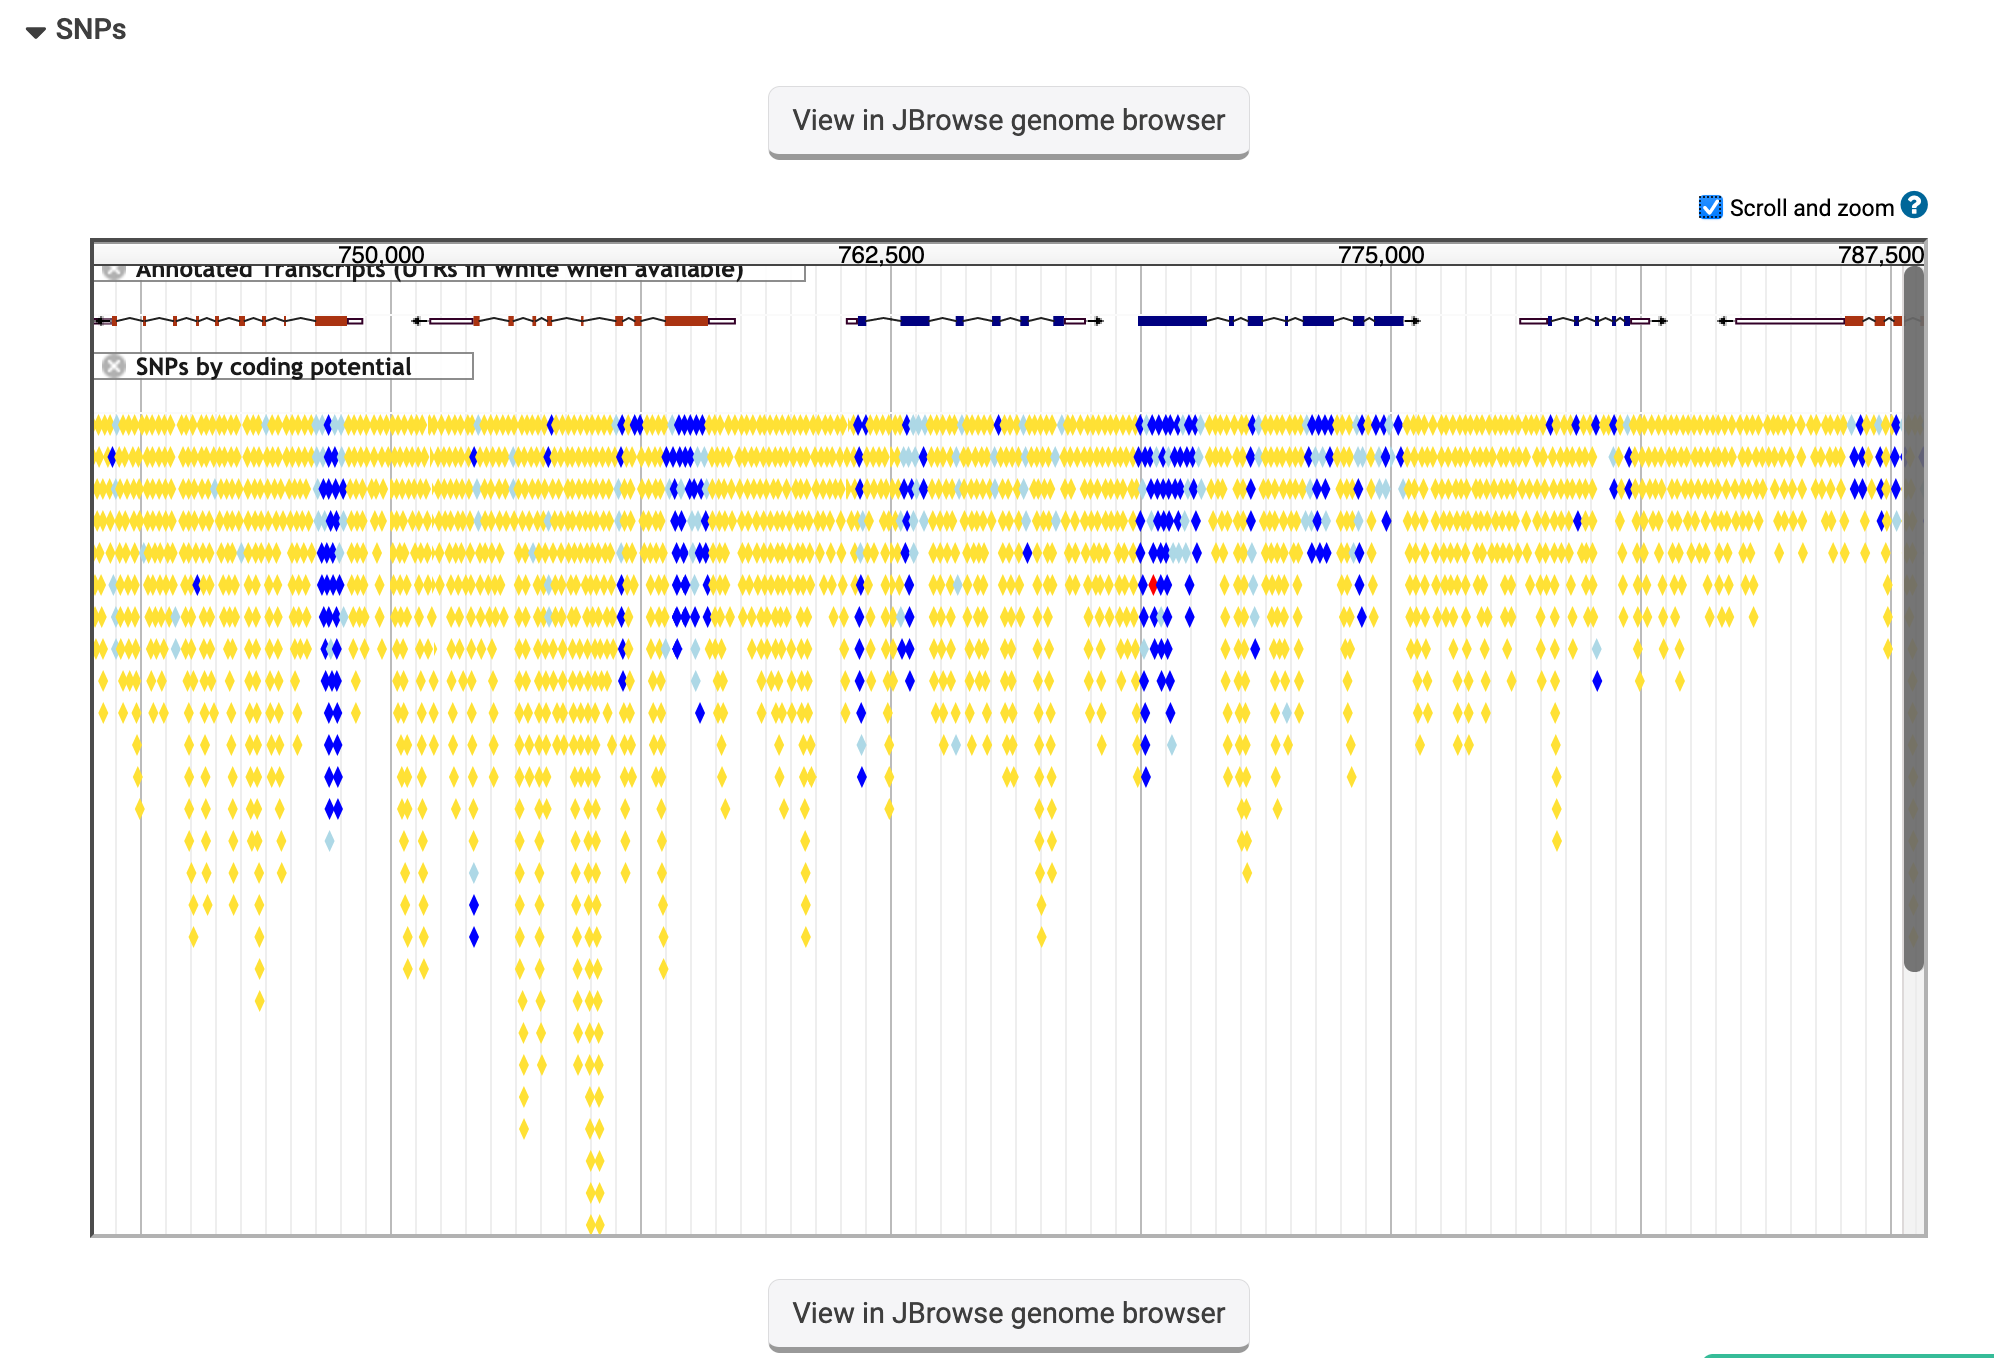 SNPs
View in JBrowse genome browser
Scroll and zoom ?
750,000 762,500 775,000 787,500
Annotated Transcripts (UTRs in White when available)
SNPs by coding potential
View in JBrowse genome browser